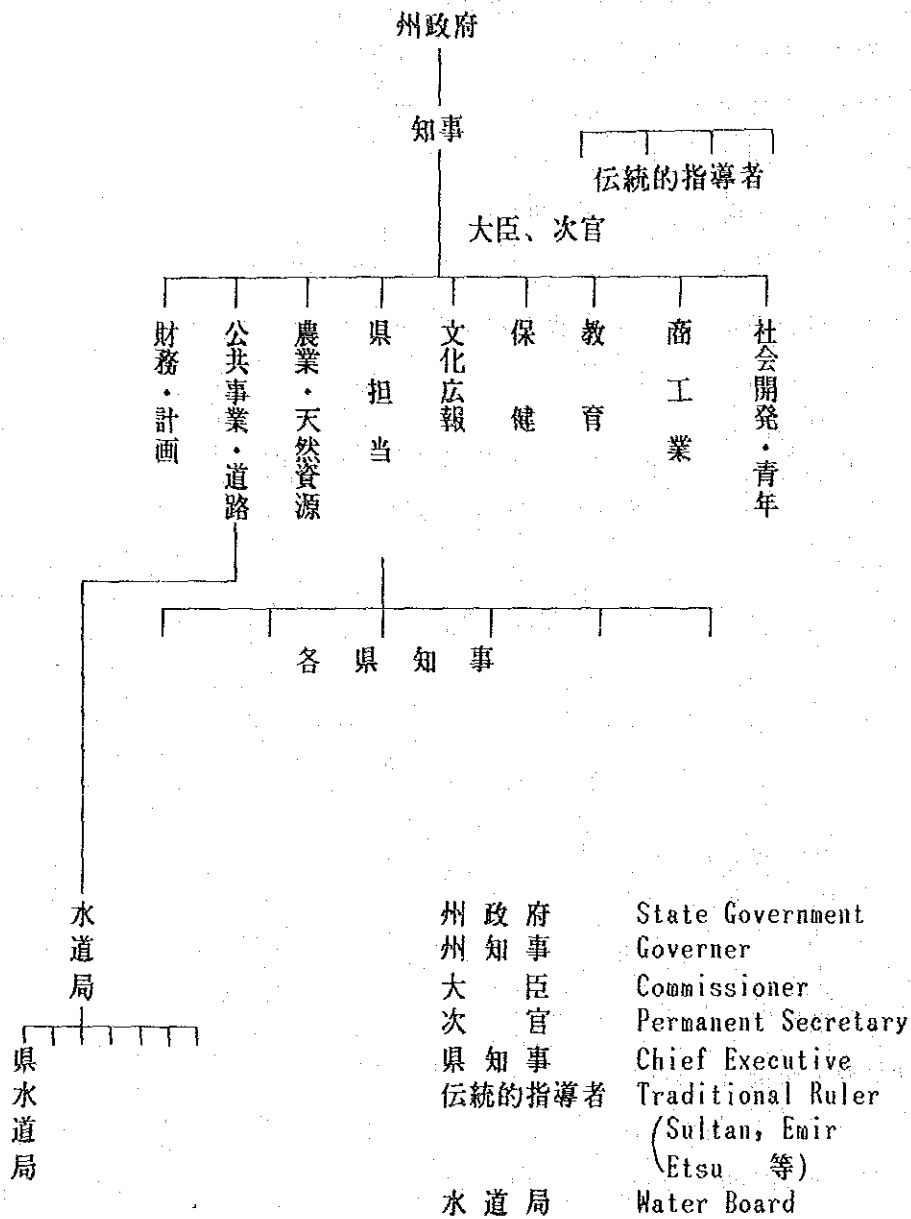 州政府
知事
伝統的指導者
大臣、次官
財務・計画
公共事業・道路
農業・天然資源
県担当
文化広報
保健
教育
商工業
社会開発・青年
各県知事
水道局
県水道局
州政府 State Government
州知事 Governer
大臣 Commissioner
次官 Permanent Secretary
県知事 Chief Executive
伝統的指導者 Traditional Ruler
(Sultan, Emir
Etsu 等)
水道局 Water Board